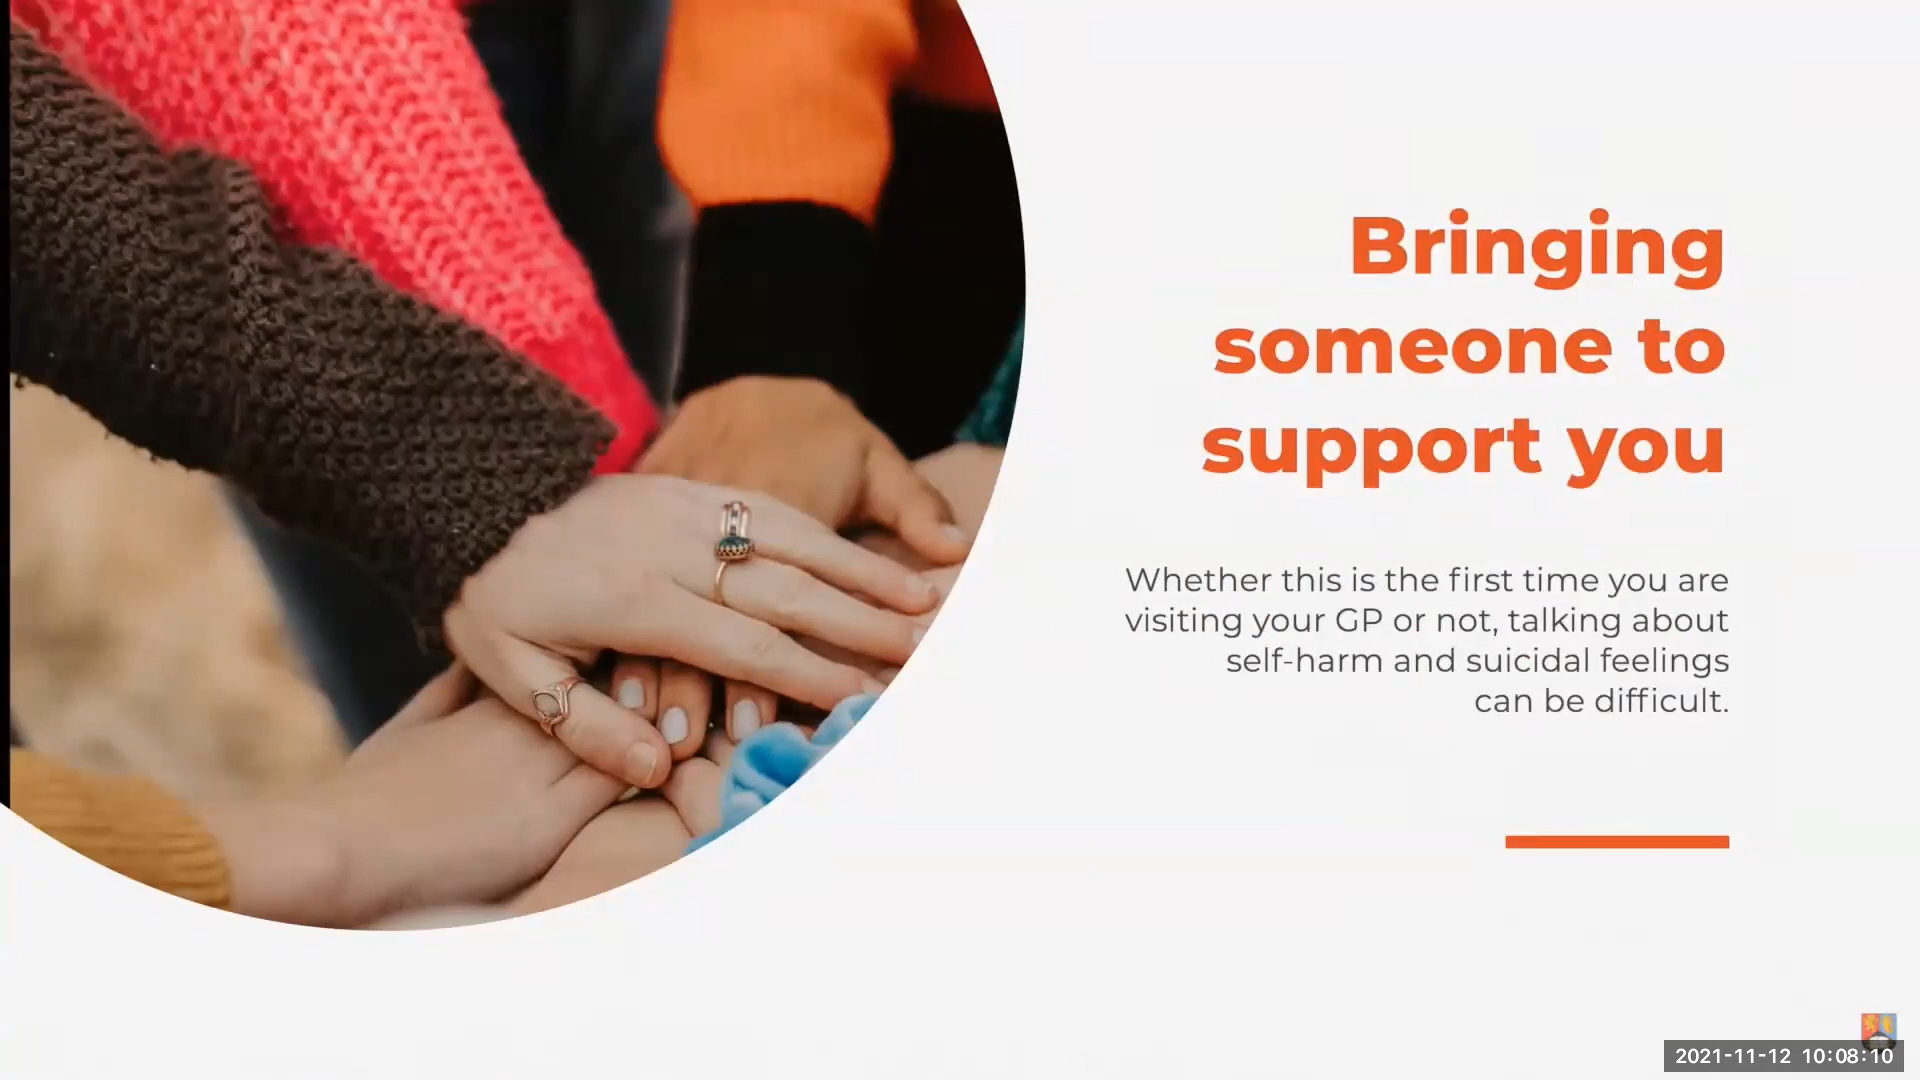 Bringing
someone to
support you
Whether this is the first time you are
visiting your GP or not, talking about
self-harm and suicidal feelings
can be difficult.
2021-11-12 10:08:10